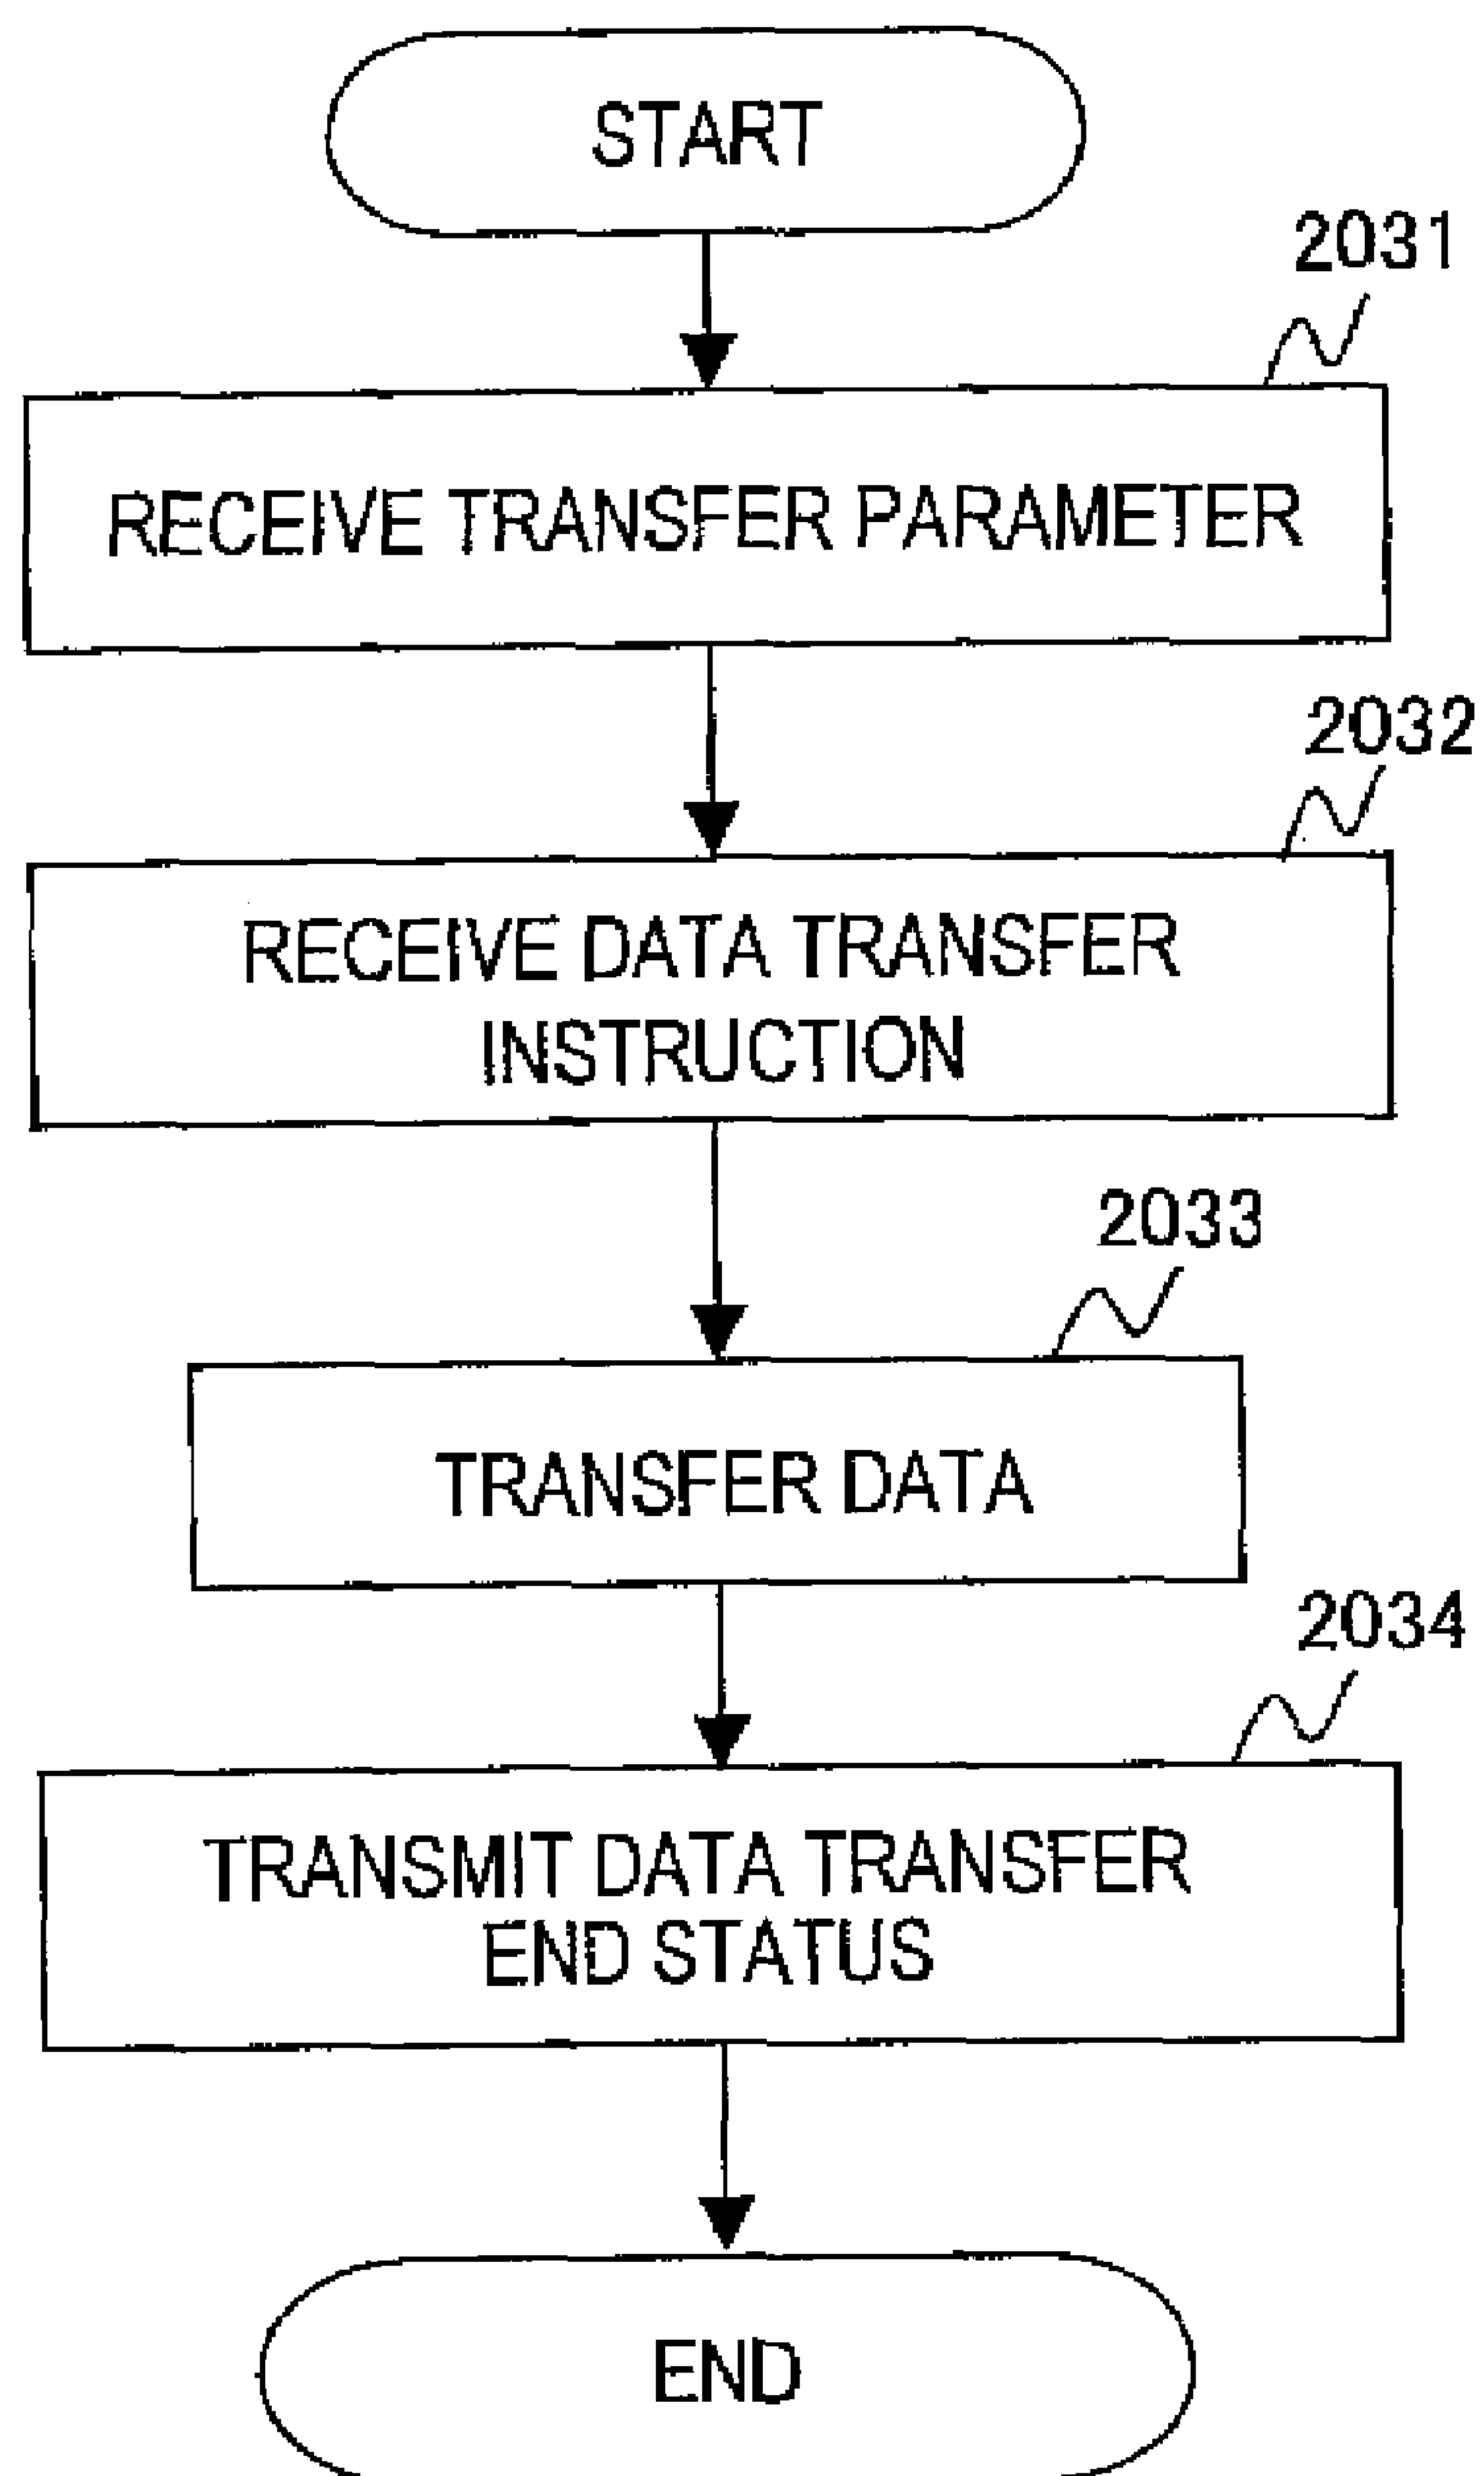 START
2031
RECEIVE TRANSFER PARAMETER
2032
RECEIVE DATA TRANSFER
INSTRUCTION
2033
TRANSFER DATA
2034
TRANSMIT DATA TRANSFER
END STATUS
END